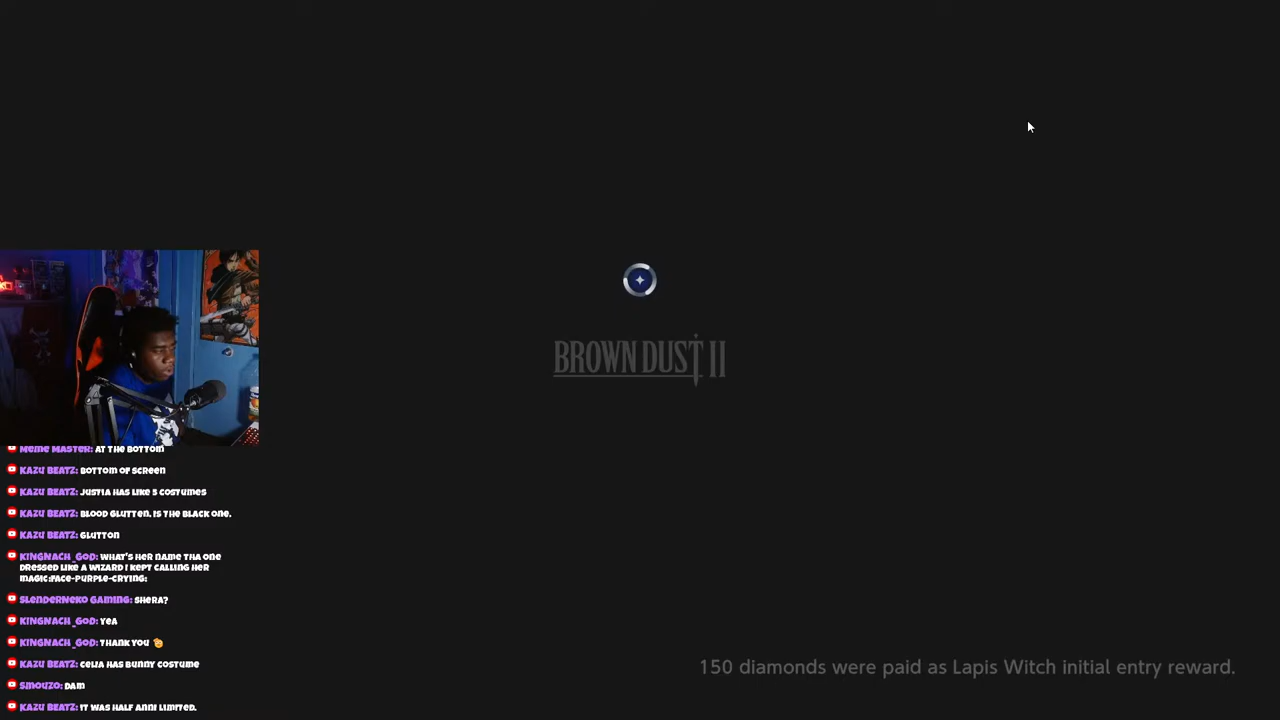 BROWN DUST II
MEME MASTER: AT THE BOTTOM
KAZU BEATZ: BOTTOM OF SCREEN
KAZU BEATZ: JUSTIA HAS LIKE 5 COSTUMES
KAZU BEATZ: BLOOD GLUTTEN. IS THE BLACK ONE.
KAZU BEATZ: GLUTTON
KINGNACH_GOD: WHAT'S HER NAME THA ONE
DRESSED LIKE A WIZARD I KEPT CALLING HER
MAGIC:FACE-PURPLE-CRYING:
SLENDERNEKO GAMING: SHERA?
KINGNACH_GOD: YEA
KINGNACH_GOD: THANK YOU
KAZU BEATZ: CELIA HAS BUNNY COSTUME
SMOUZO: DAM
KAZU BEATZ: IT WAS HALF ANNI LIMITED.
150 diamonds were paid as Lapis Witch initial entry reward.